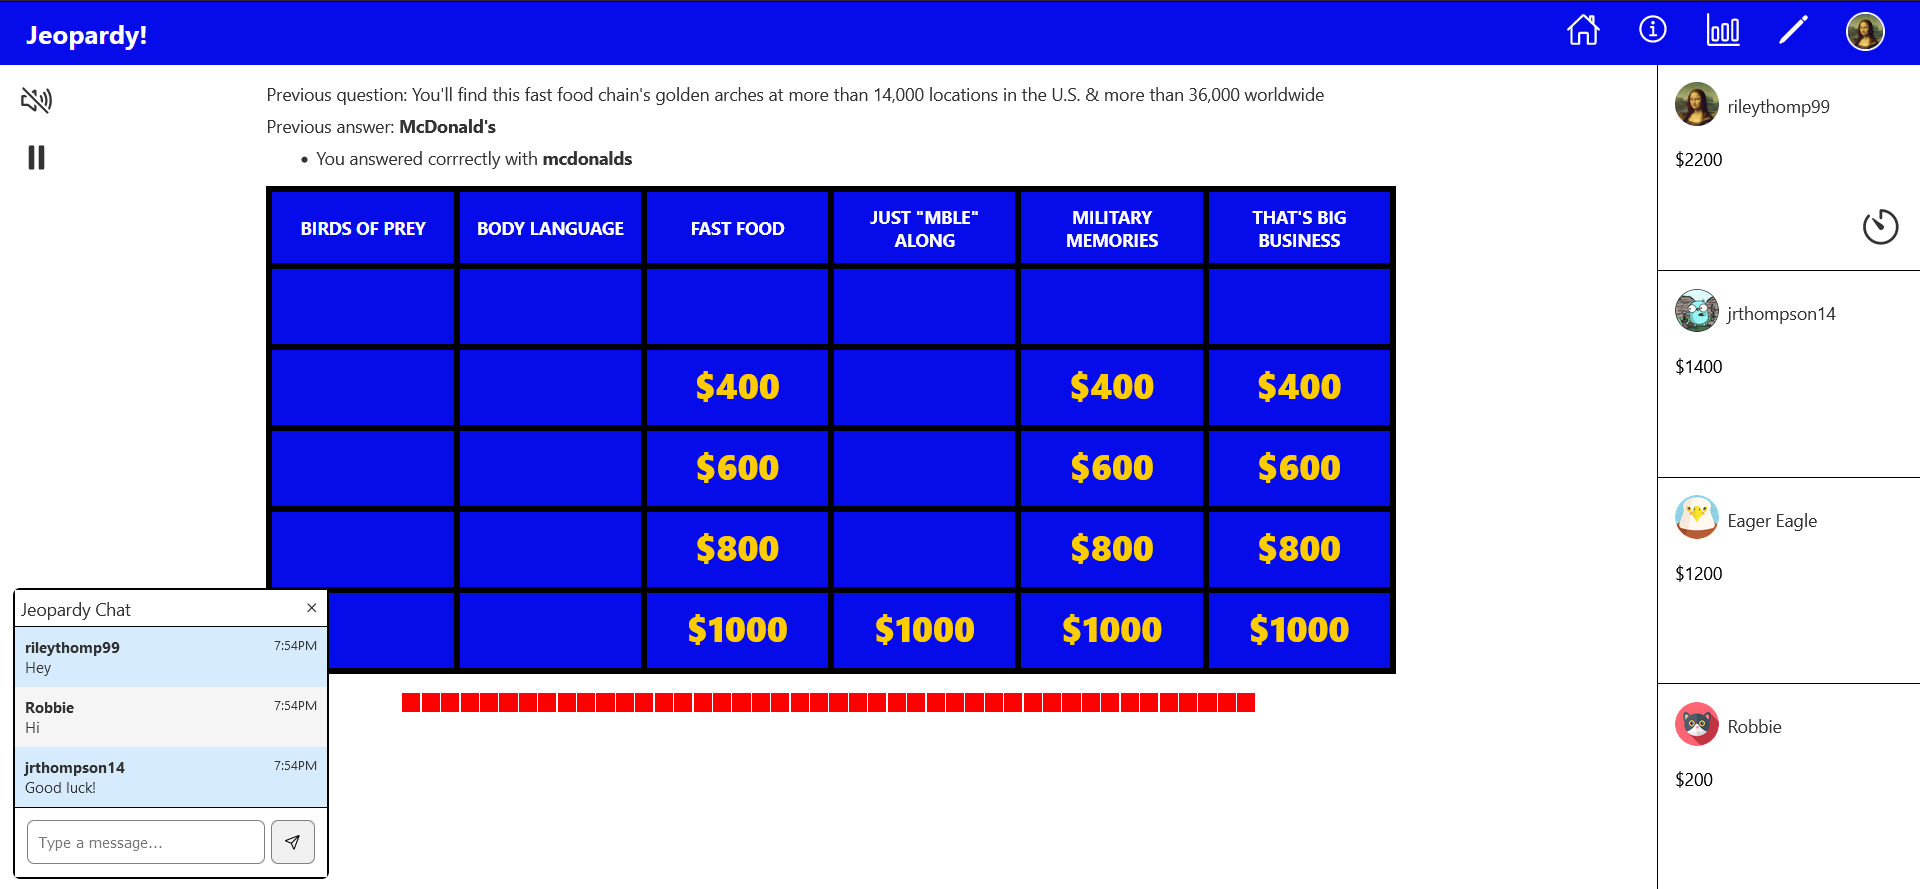 Jeopardy!
Previous question: You'll find this fast food chain's golden arches at more than 14,000 locations in the U.S. & more than 36,000 worldwide
Previous answer: McDonald's
• You answered corrrectly with mcdonalds
BIRDS OF PREY
BODY LANGUAGE
FAST FOOD
JUST "MBLE"
ALONG
MILITARY
MEMORIES
THAT'S BIG
BUSINESS
$400 $400 $400
$600 $600 $600
$800 $800 $800
$1000 $1000 $1000 $1000
rileythomp99
$2200
jrthompson14
$1400
Eager Eagle
$1200
Robbie
$200
Jeopardy Chat ×
rileythomp99 7:54PM
Hey
Robbie 7:54PM
Hi
jrthompson14 7:54PM
Good luck!
Type a message...